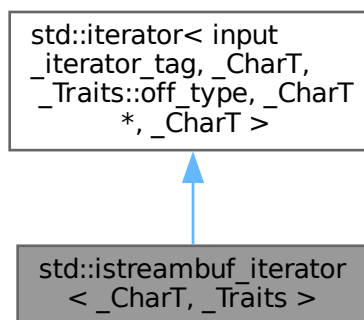 std::iterator< input
_iterator_tag, _CharT,
_Traits::off_type, _CharT
*, _CharT >
std::istreambuf_iterator
< _CharT, _Traits >